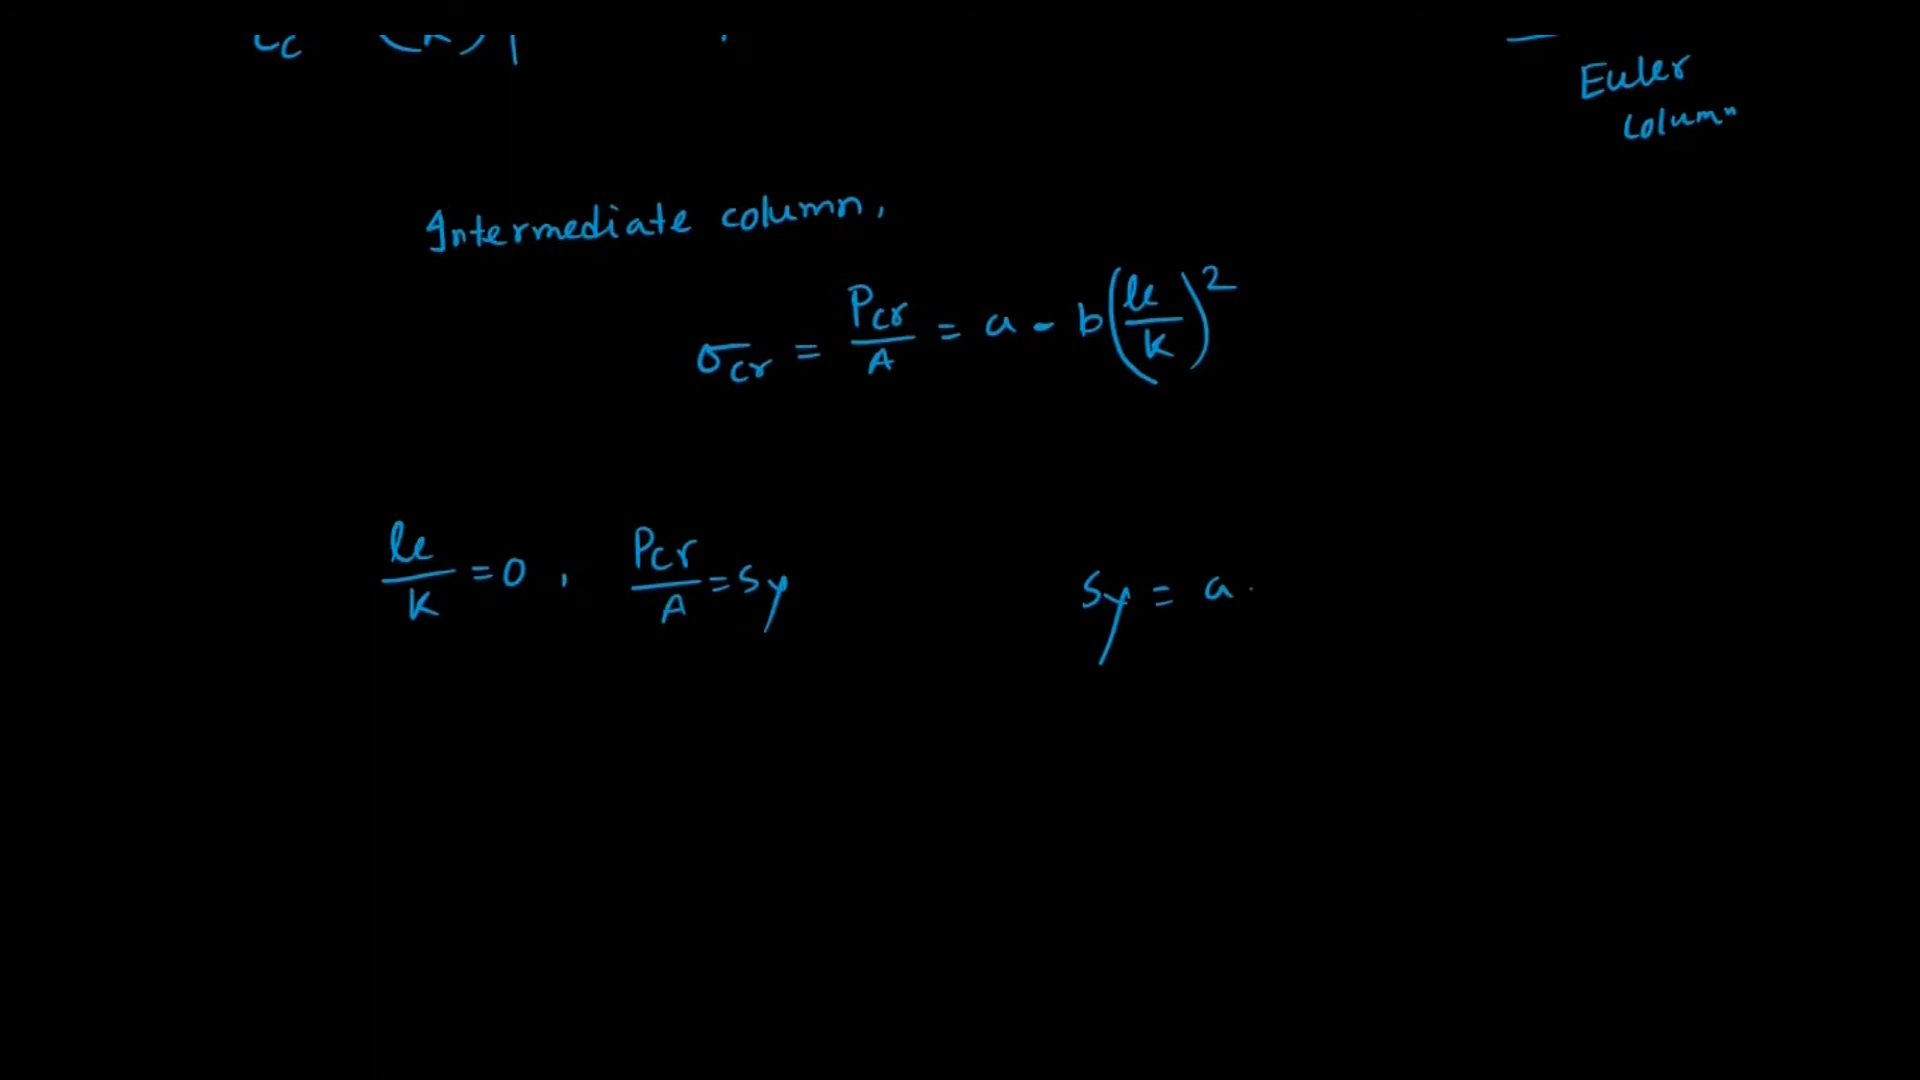 Euler
column
Intermediate column,
σcr = Pcr/A = a - b(le/k)²
le/k = 0, Pcr/A = Sy Sy = a